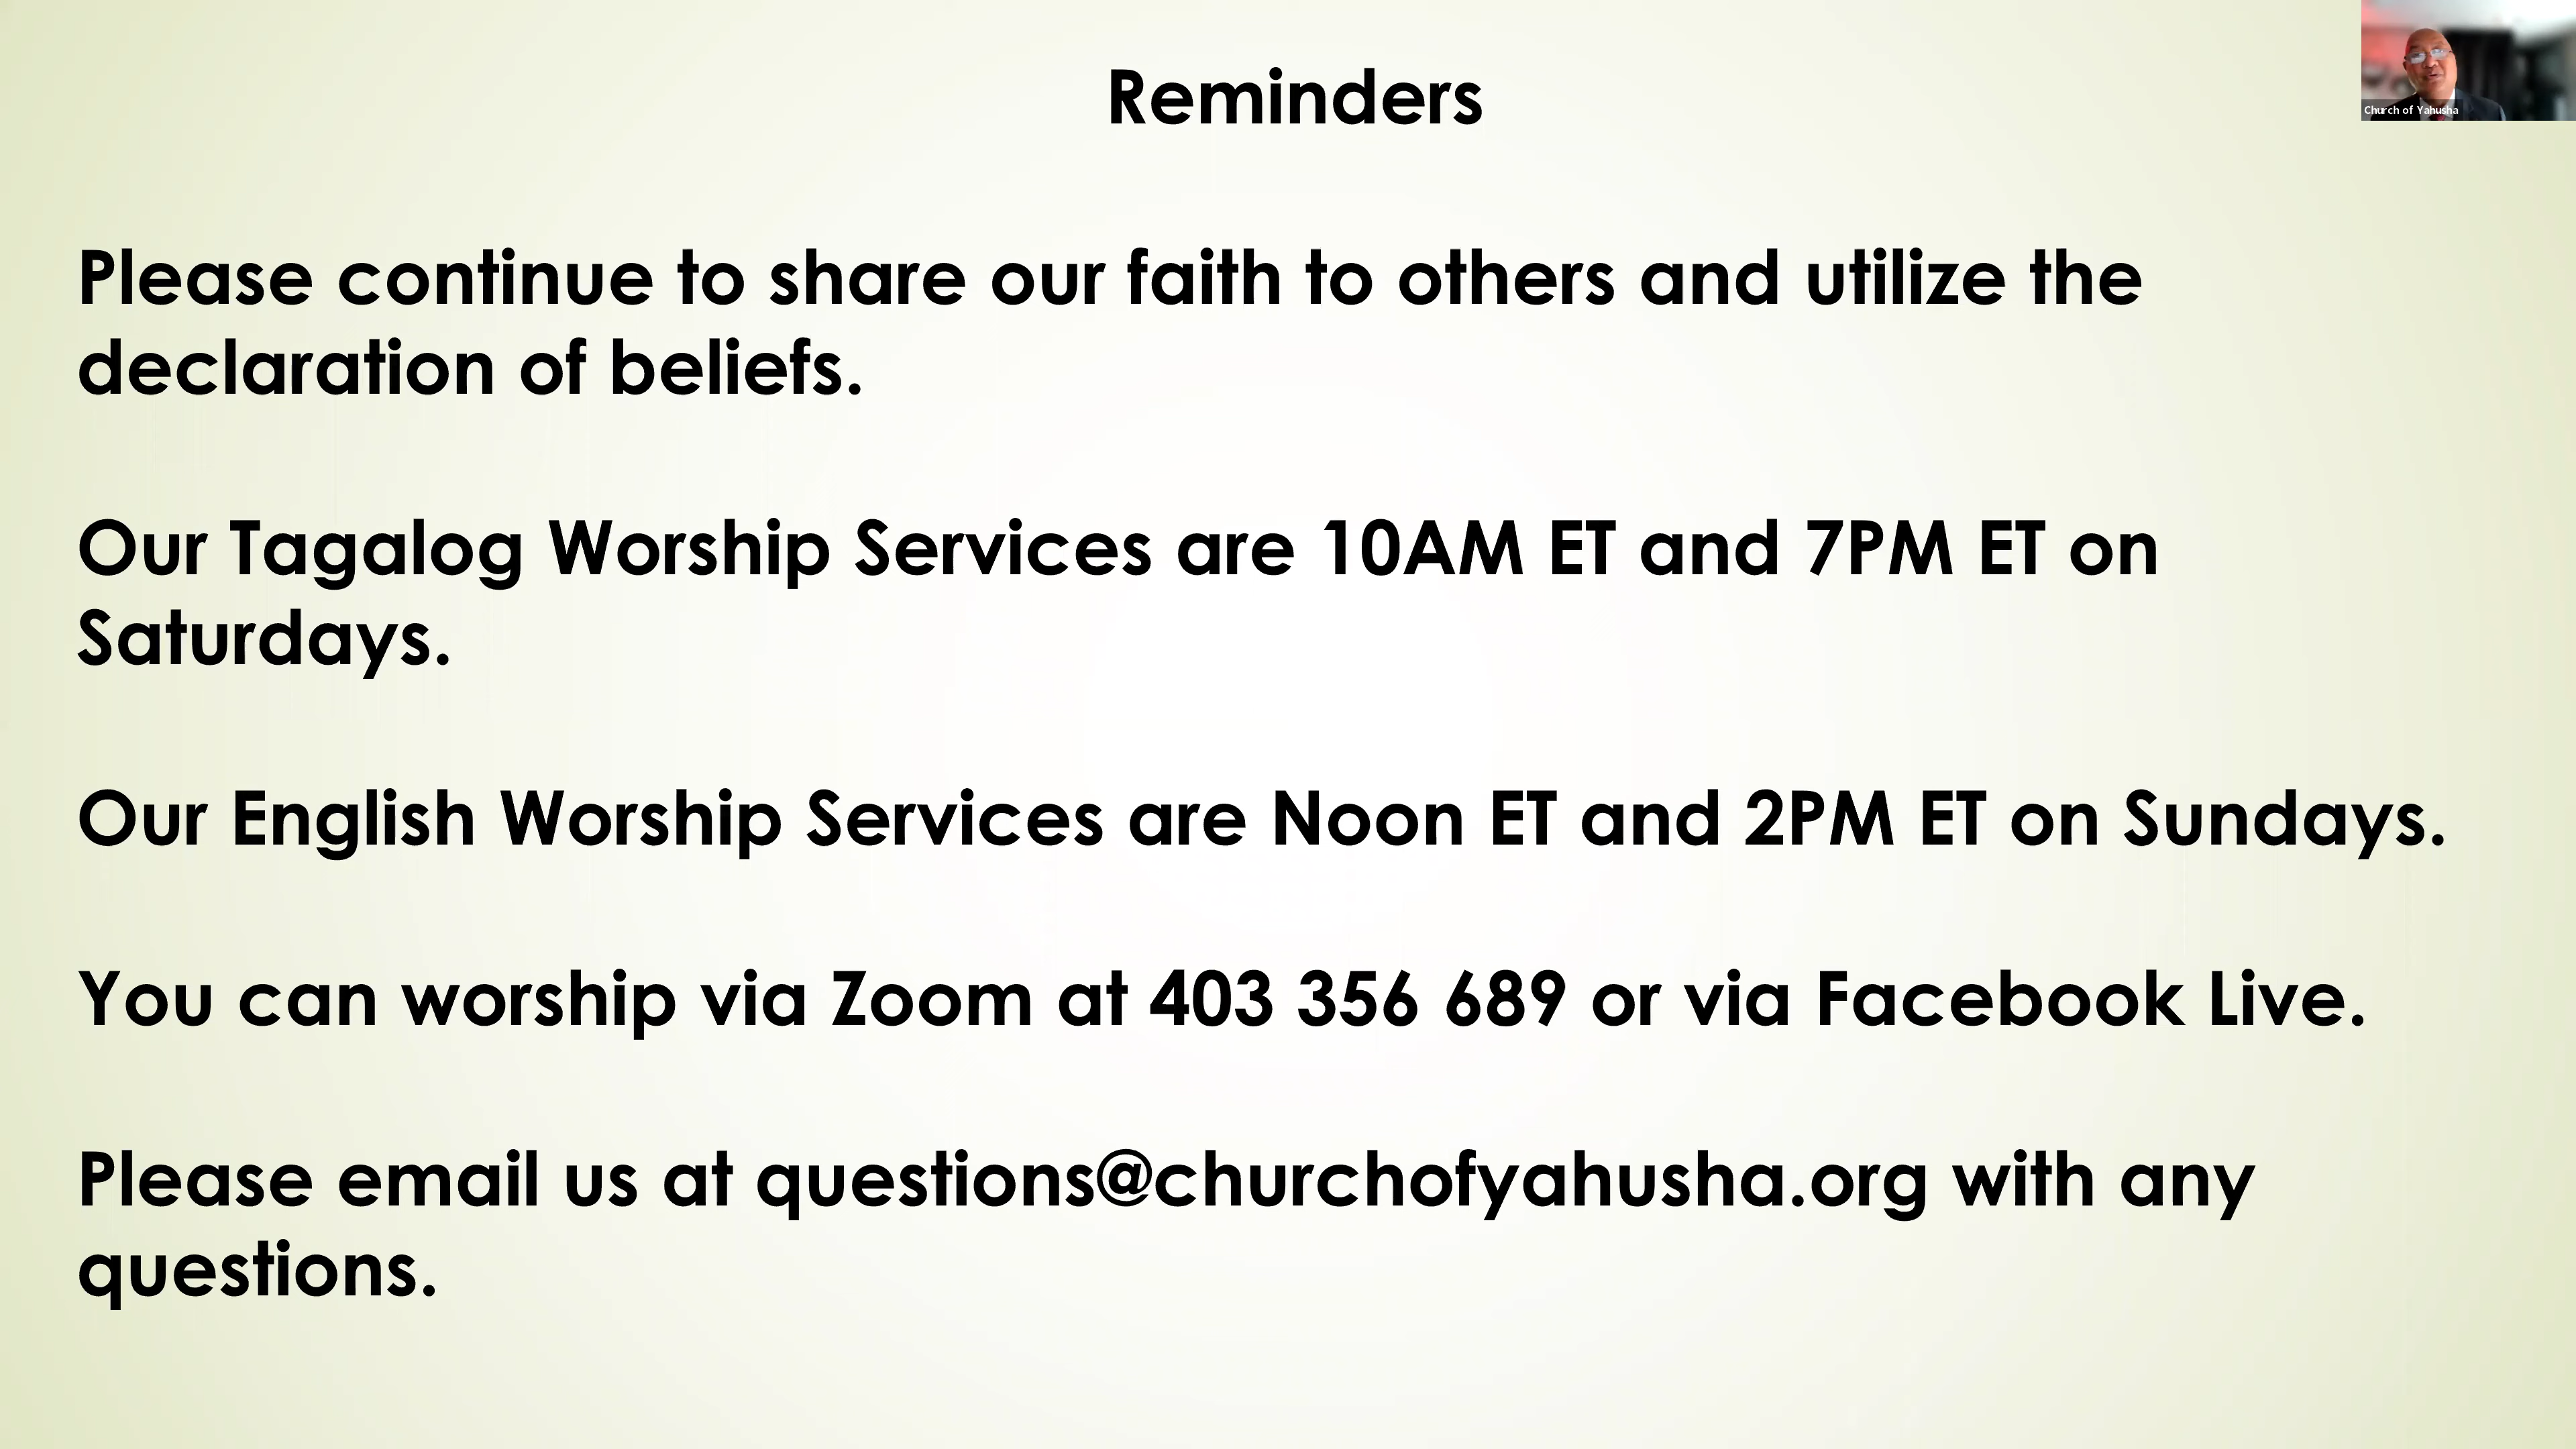 Reminders
Church of Yahusha
Please continue to share our faith to others and utilize the
declaration of beliefs.
Our Tagalog Worship Services are 10AM ET and 7PM ET on
Saturdays.
Our English Worship Services are Noon ET and 2PM ET on Sundays.
You can worship via Zoom at 403 356 689 or via Facebook Live.
Please email us at questions@churchofyahusha.org with any
questions.